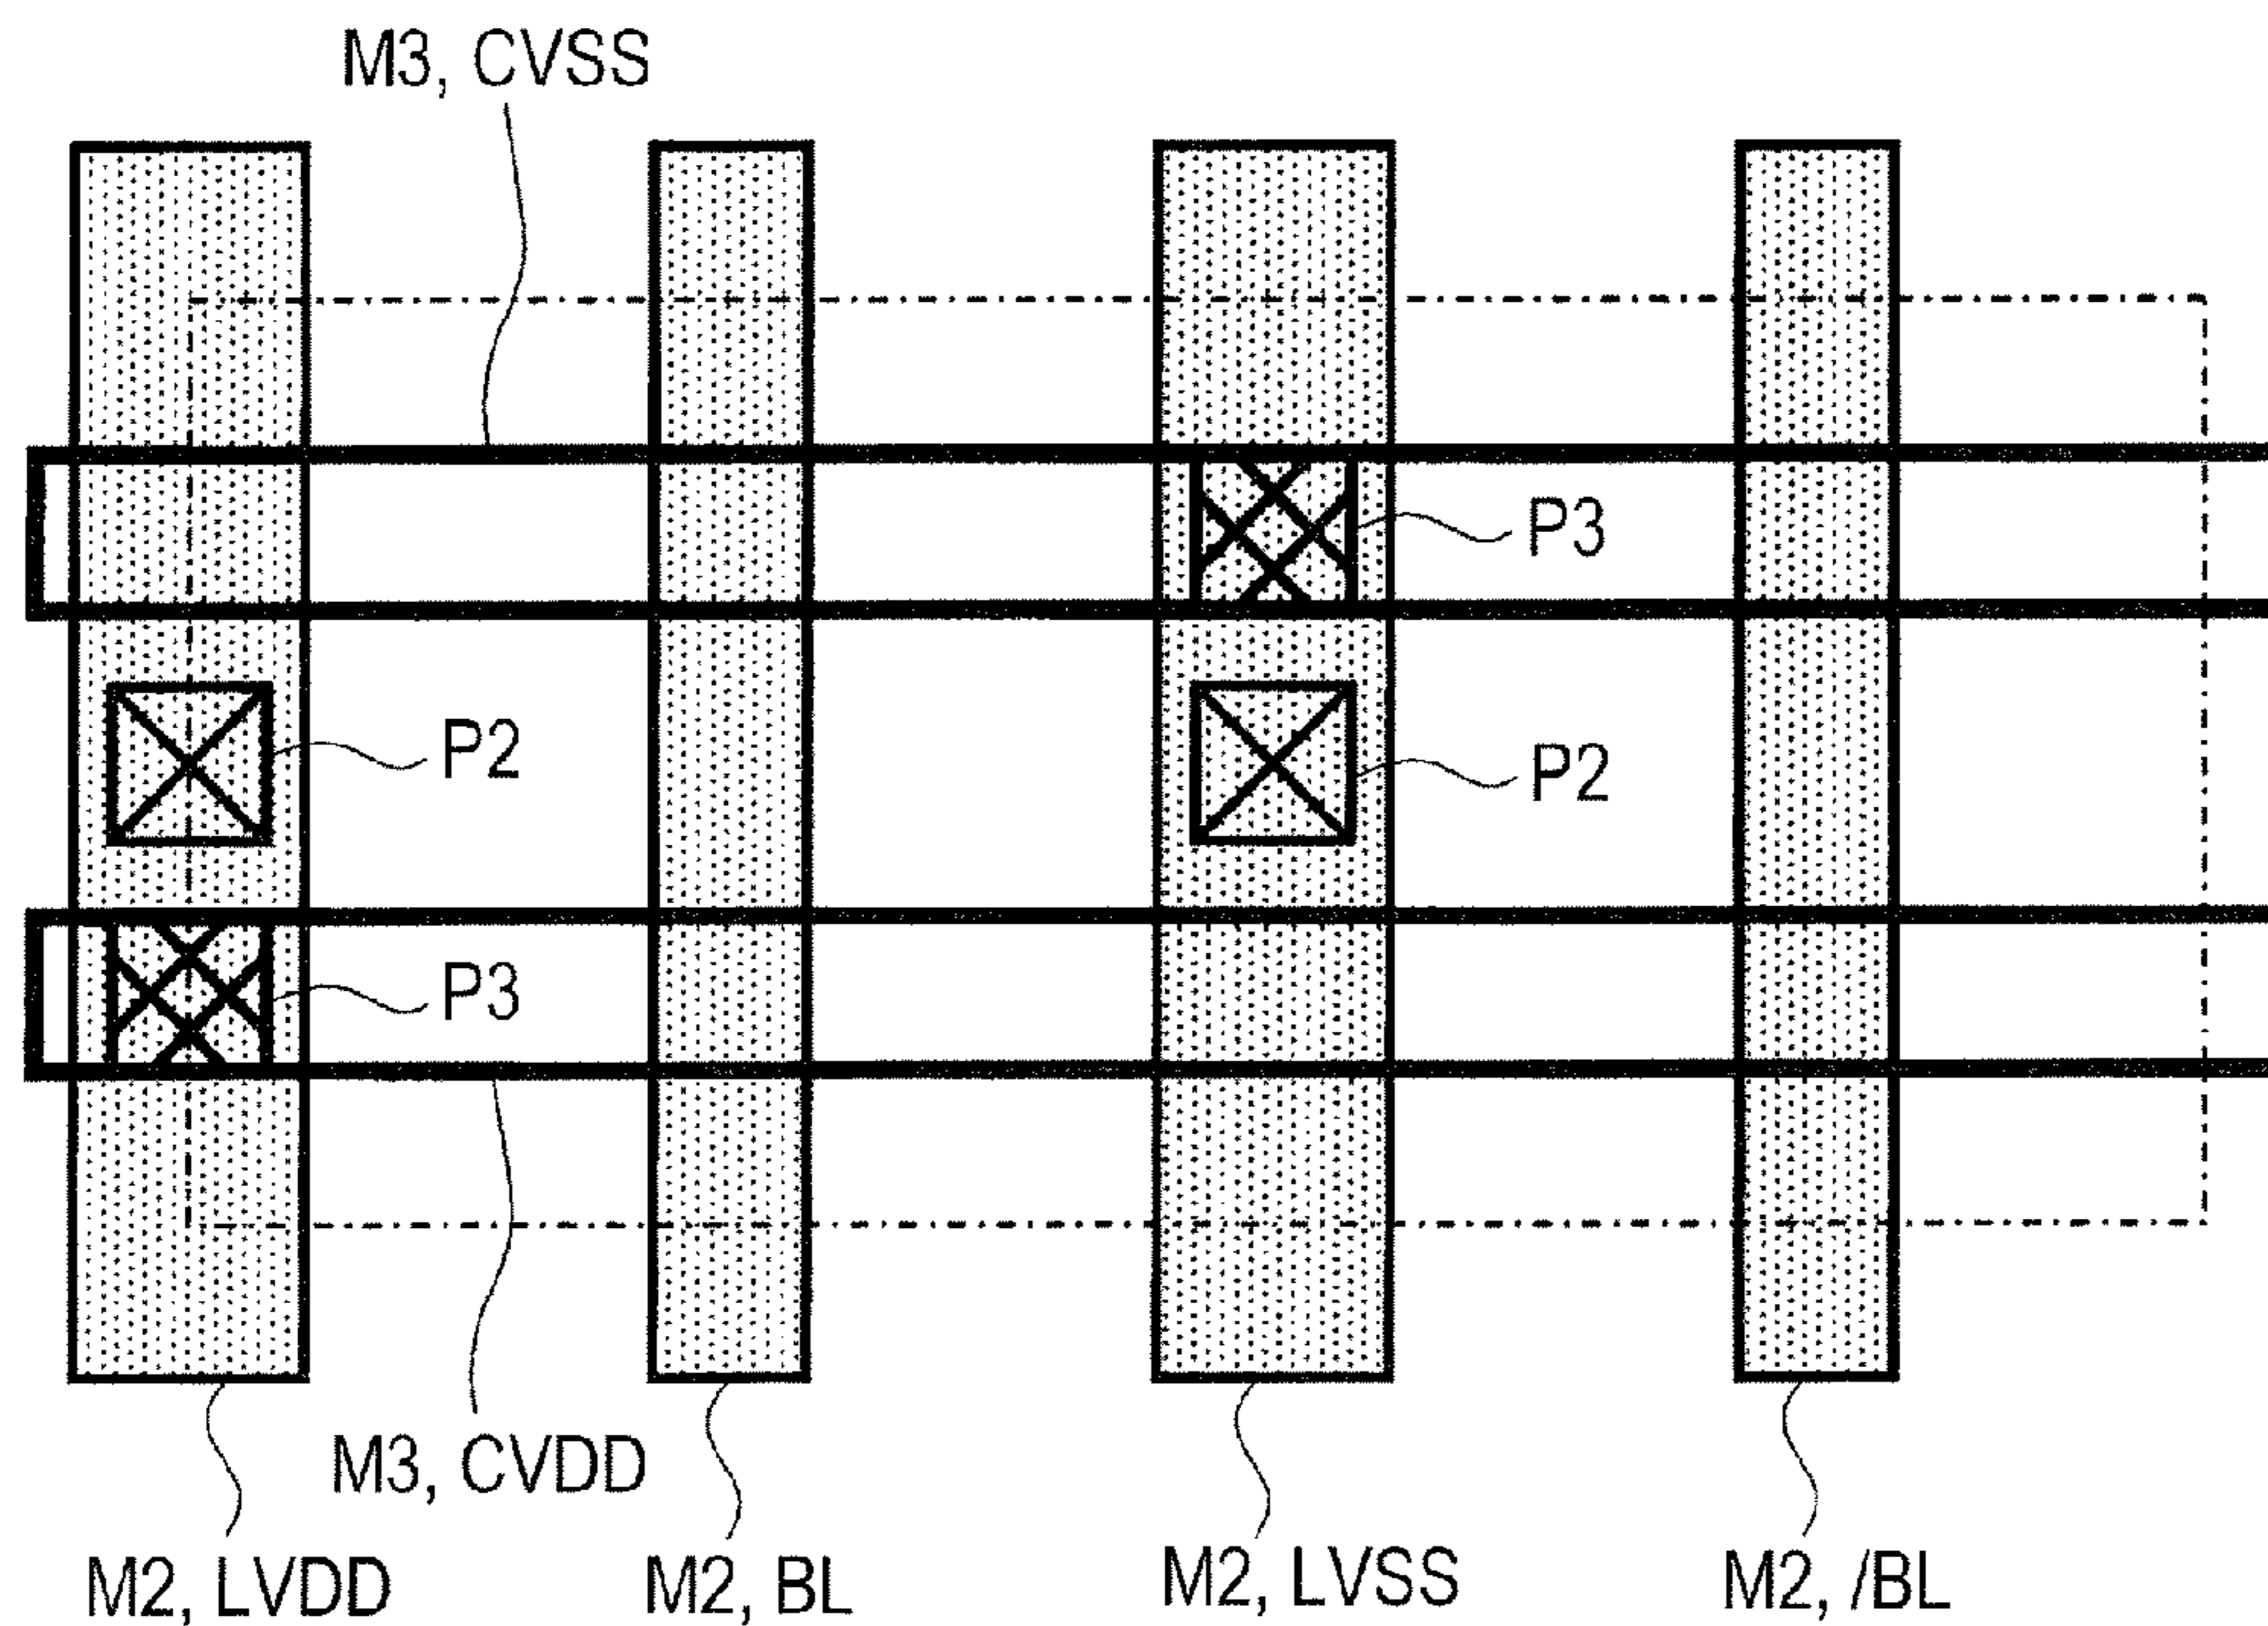 M3, CVSS
P3
P2
P2
P3
M3, CVDD
M2, LVDD
M2, BL
M2, LVSS
M2, /BL